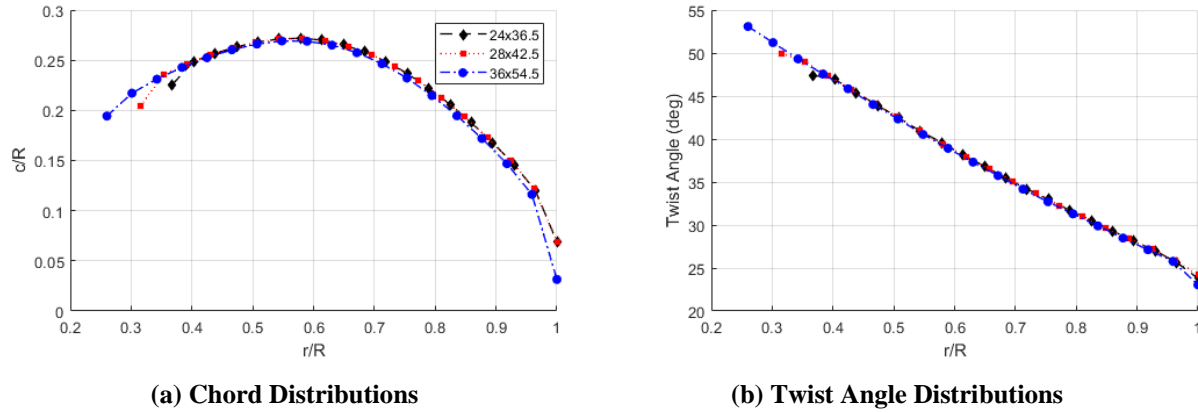 0.3
0.25
0.2
0.15
0.1
0.05
0
c/R
0.2 0.3 0.4 0.5 0.6 0.7 0.8 0.9 1
r/R
24x36.5
28x42.5
36x54.5
(a) Chord Distributions
55
50
45
40
35
30
25
20
Twist Angle (deg)
0.2 0.3 0.4 0.5 0.6 0.7 0.8 0.9 1
r/R
(b) Twist Angle Distributions